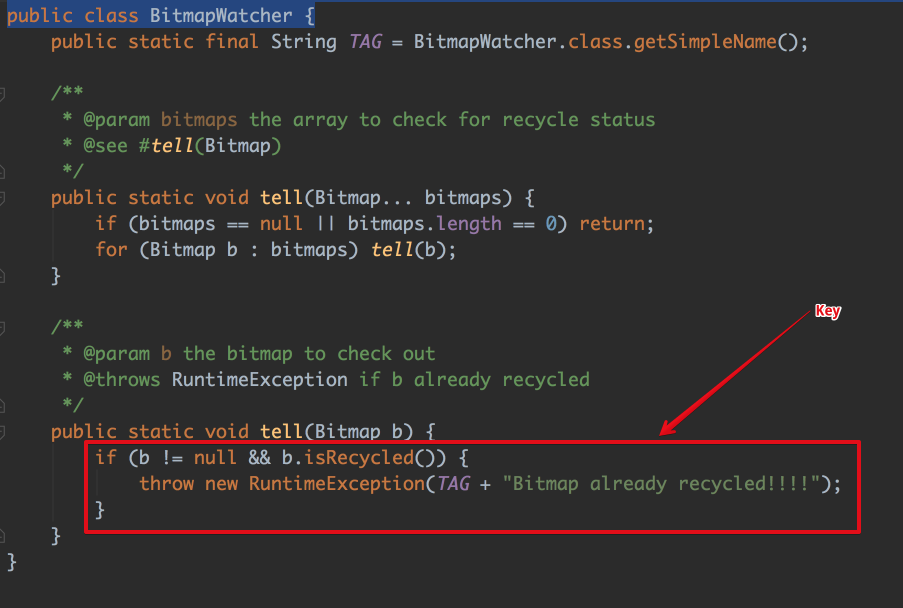 public class BitmapWatcher {
public static final String TAG = BitmapWatcher.class.getSimpleName();
/**
* @param bitmaps the array to check for recycle status
* @see #tell(Bitmap)
*/
public static void tell(Bitmap... bitmaps) {
if (bitmaps == null || bitmaps.length == 0) return;
for (Bitmap b : bitmaps) tell(b);
}
Key
/**
* @param b the bitmap to check out
* @throws RuntimeException if b already recycled
*/
public static void tell(Bitmap b) {
if (b != null && b.isRecycled()) {
throw new RuntimeException(TAG + "Bitmap already recycled!!!!");
}
}
}